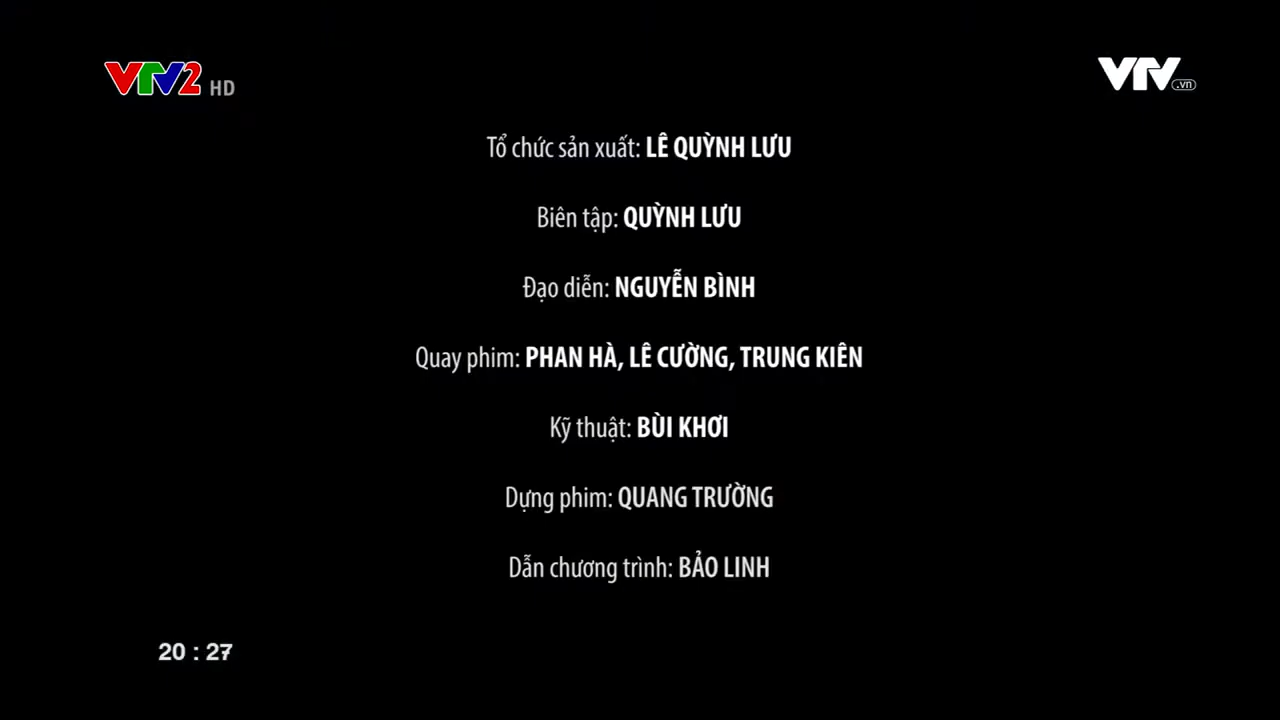 VTV2 HD
VTV.vn
Tổ chức sản xuất: LÊ QUỲNH LƯU
Biên tập: QUỲNH LƯU
Đạo diễn: NGUYỄN BÌNH
Quay phim: PHAN HÀ, LÊ CƯỜNG, TRUNG KIÊN
Kỹ thuật: BÙI KHƠI
Dựng phim: QUANG TRƯỜNG
Dẫn chương trình: BẢO LINH
20 : 27